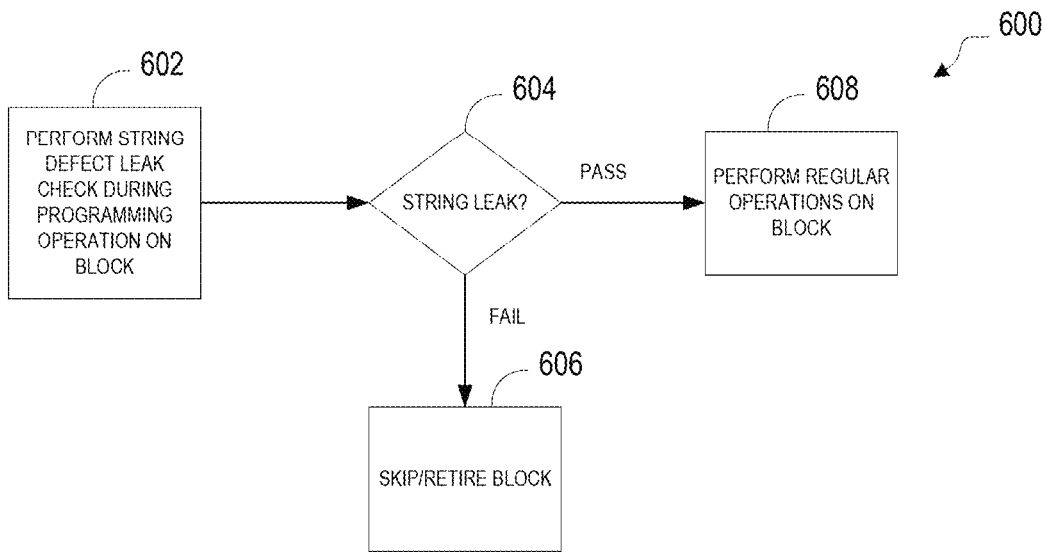 600
602
PERFORM STRING
DEFECT LEAK
CHECK DURING
PROGRAMMING
OPERATION ON
BLOCK
604
STRING LEAK?
PASS
608
PERFORM REGULAR
OPERATIONS ON
BLOCK
FAIL
606
SKIP/RETIRE BLOCK